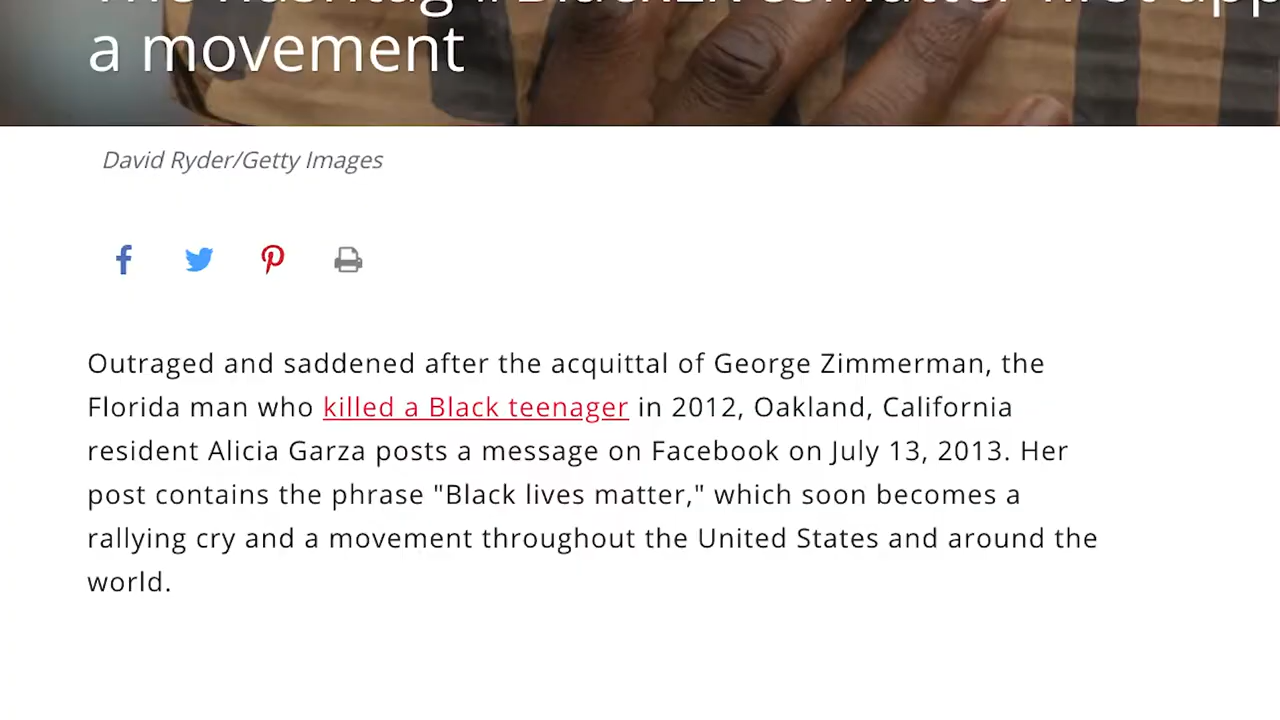 a movement
David Ryder/Getty Images
Outraged and saddened after the acquittal of George Zimmerman, the
Florida man who killed a Black teenager in 2012, Oakland, California
resident Alicia Garza posts a message on Facebook on July 13, 2013. Her
post contains the phrase "Black lives matter," which soon becomes a
rallying cry and a movement throughout the United States and around the
world.